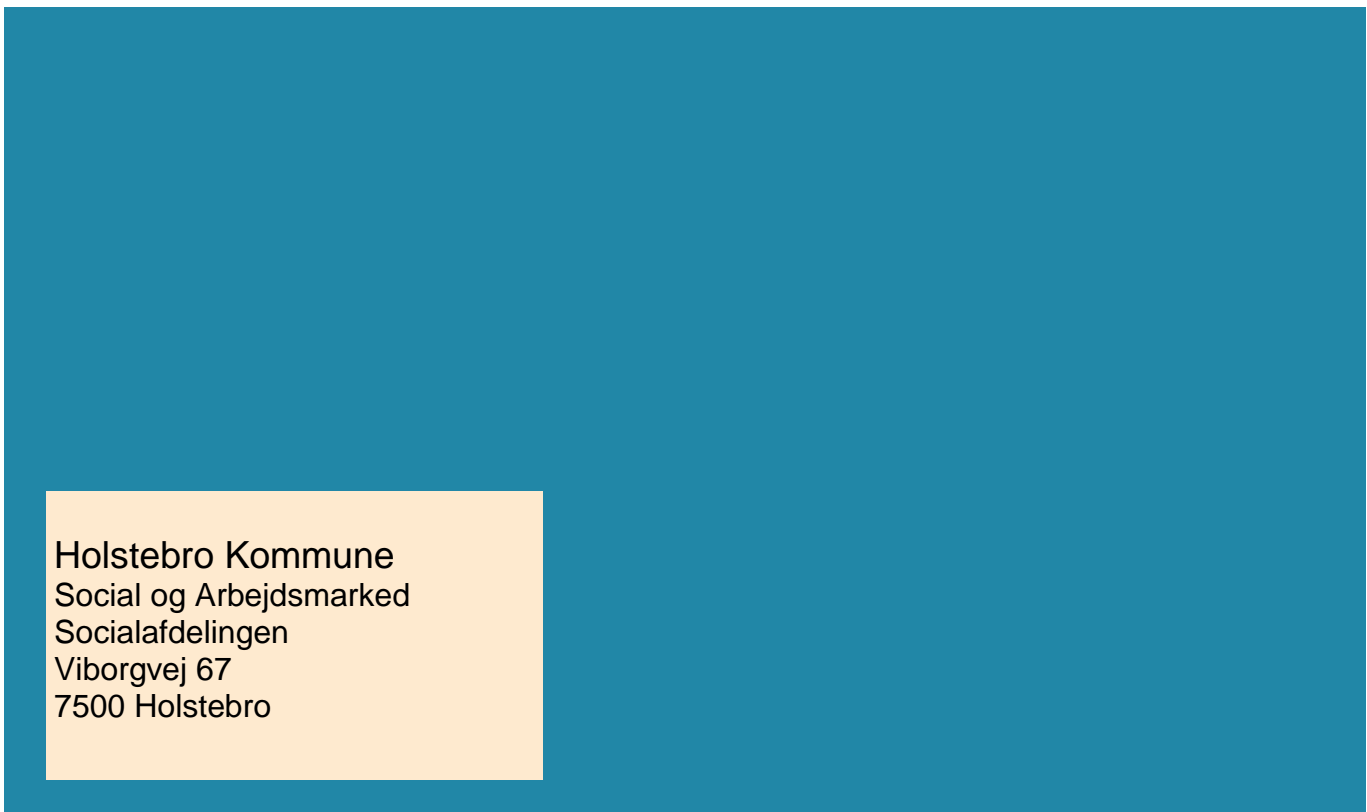 Holstebro Kommune
Social og Arbejdsmarked
Socialafdelingen
Viborgvej 67
7500 Holstebro